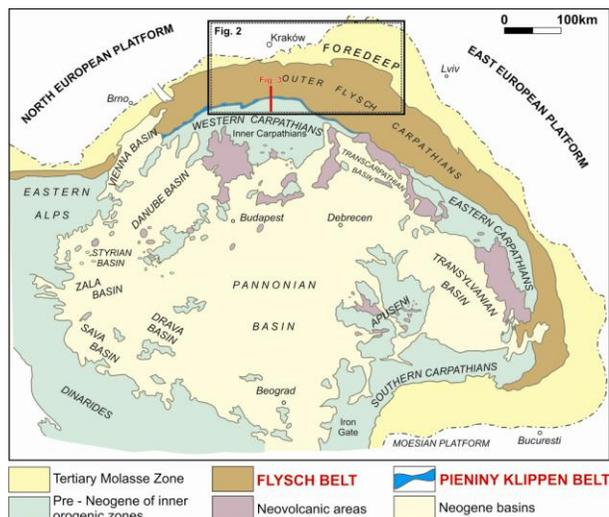 NORTH EUROPEAN PLATFORM
Fig. 2
Kraków
FOREDEEP
0 100km
EAST EUROPEAN PLATFORM
Lviv
Brno
Fig. 3
OUTER FLYSCH
CARPATHIANS
WESTERN CARPATHIANS
Inner Carpathians
VIENNA BASIN
TRANSCARPATHIAN
BASIN
EASTERN
ALPS
DANUBE BASIN
EASTERN CARPATHIANS
Budapest
Debrecen
STYRIAN
BASIN
ZALA
BASIN
PANNONIAN
BASIN
TRANSYLVANIAN
BASIN
APUSENI
SAVA
BASIN
DRAVA
BASIN
DINARIDES
Beograd
Iron
Gate
SOUTHERN CARPATHIANS
MOESIAN PLATFORM
Bucuresti
Tertiary Molasse Zone
FLYSCH BELT
PIENINY KLIPPEN BELT
Pre - Neogene of inner
orogenic zones
Neovolcanic areas
Neogene basins